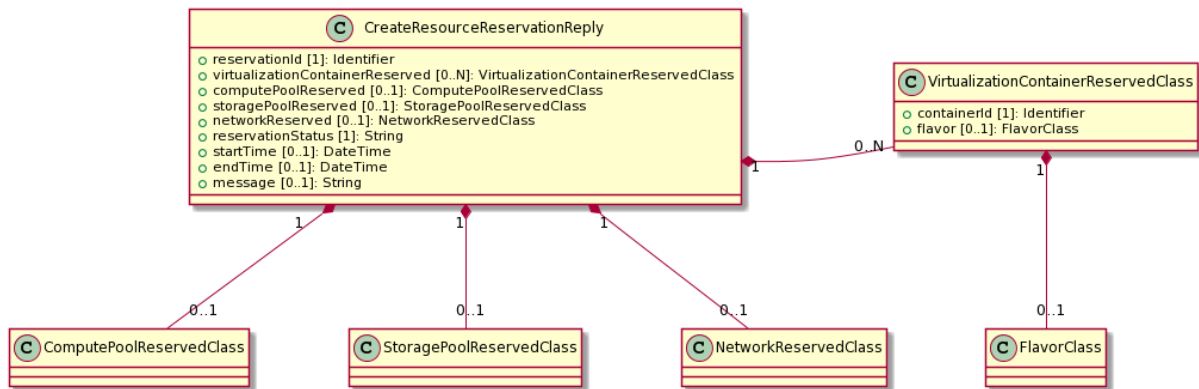 C CreateResourceReservationReply
reservationId [1]: Identifier
virtualizationContainerReserved [0..N]: VirtualizationContainerReservedClass
computePoolReserved [0..1]: ComputePoolReservedClass
storagePoolReserved [0..1]: StoragePoolReservedClass
networkReserved [0..1]: NetworkReservedClass
reservationStatus [1]: String
startTime [0..1]: DateTime
endTime [0..1]: DateTime
message [0..1]: String
C VirtualizationContainerReservedClass
containerId [1]: Identifier
flavor [0..1]: FlavorClass
1 0..N
1 1 1 1
0..1 0..1 0..1 0..1
C ComputePoolReservedClass
C StoragePoolReservedClass
C NetworkReservedClass
C FlavorClass